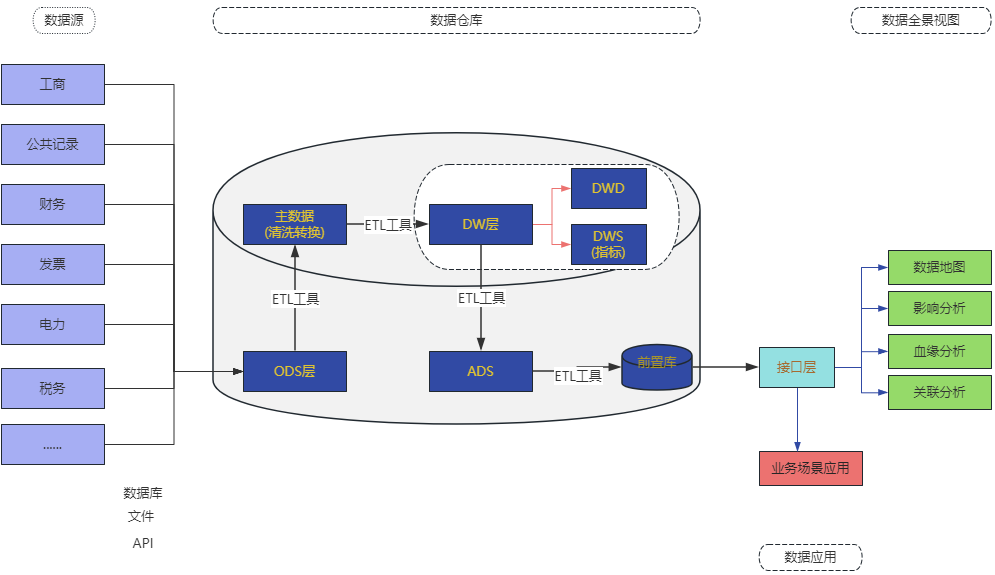 数据源
数据仓库
数据全景视图
工商
公共记录
财务
发票
电力
税务
......
数据库
文件
API
主数据
(清洗转换)
ETL工具
DW层
DWD
DWS
(指标)
ETL工具
ETL工具
ODS层
ADS
ETL工具
前置库
接口层
数据地图
影响分析
血缘分析
关联分析
业务场景应用
数据应用